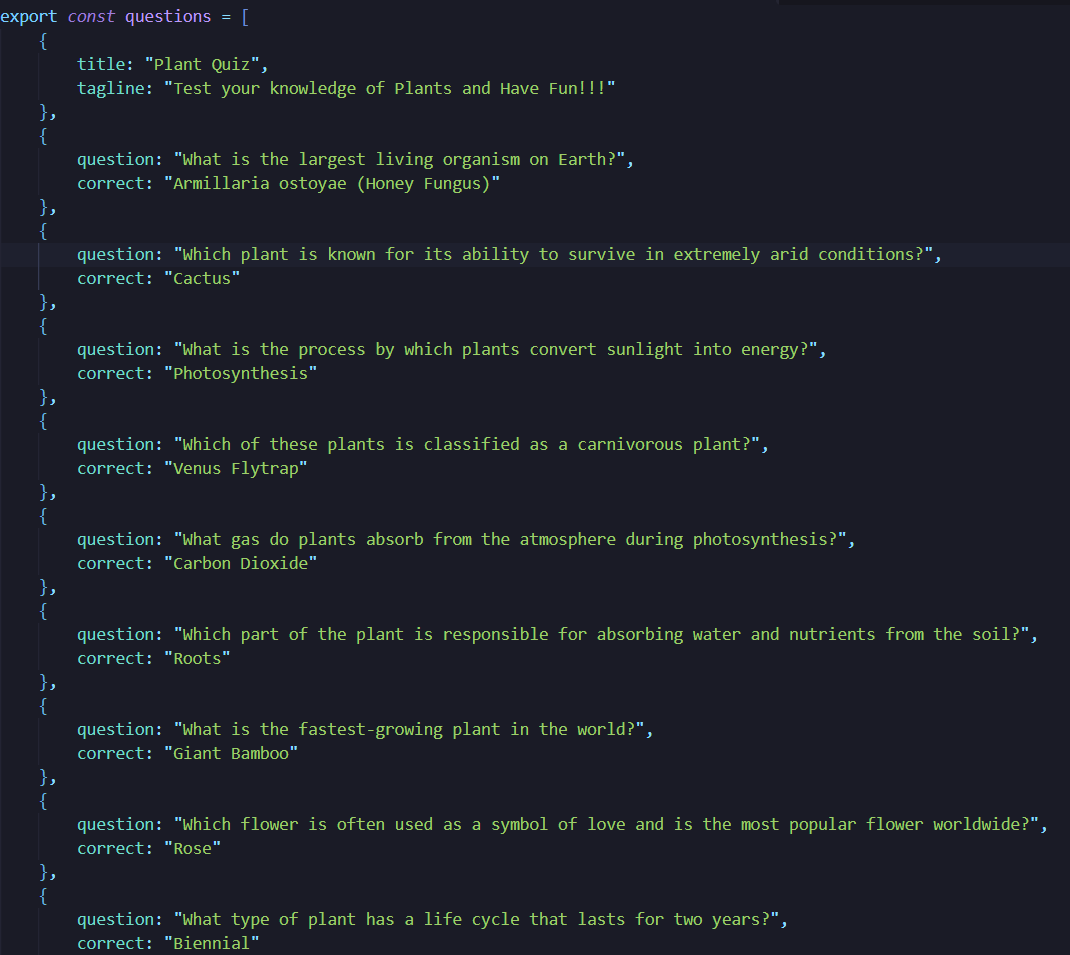 export const questions = [
{
title: "Plant Quiz",
tagline: "Test your knowledge of Plants and Have Fun!!!"
},
{
question: "What is the largest living organism on Earth?",
correct: "Armillaria ostoyae (Honey Fungus)"
},
{
question: "Which plant is known for its ability to survive in extremely arid conditions?",
correct: "Cactus"
},
{
question: "What is the process by which plants convert sunlight into energy?",
correct: "Photosynthesis"
},
{
question: "Which of these plants is classified as a carnivorous plant?",
correct: "Venus Flytrap"
},
{
question: "What gas do plants absorb from the atmosphere during photosynthesis?",
correct: "Carbon Dioxide"
},
{
question: "Which part of the plant is responsible for absorbing water and nutrients from the soil?",
correct: "Roots"
},
{
question: "What is the fastest-growing plant in the world?",
correct: "Giant Bamboo"
},
{
question: "Which flower is often used as a symbol of love and is the most popular flower worldwide?",
correct: "Rose"
},
{
question: "What type of plant has a life cycle that lasts for two years?",
correct: "Biennial"